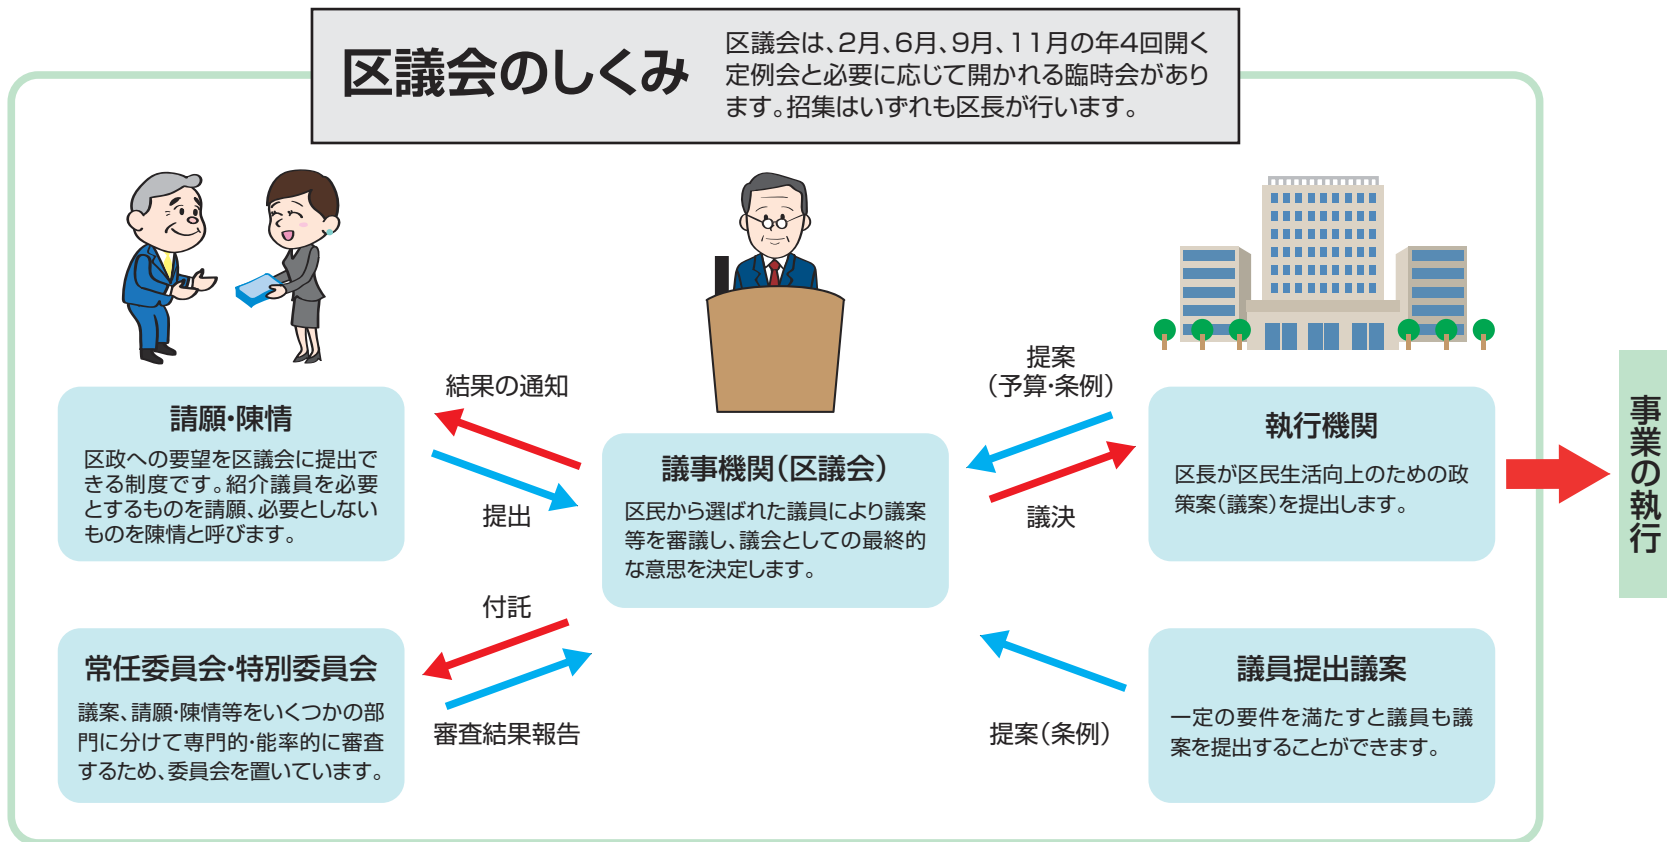 区議会のしくみ
区議会は、2月、6月、9月、11月の年4回開く
定例会と必要に応じて開かれる臨時会があり
ます。招集はいずれも区長が行います。
結果の通知
提出
請願・陳情
区政への要望を区議会に提出で
きる制度です。紹介議員を必要
とするものを請願、必要としない
ものを陳情と呼びます。
議事機関（区議会）
区民から選ばれた議員により議案
等を審議し、議会としての最終的
な意思を決定します。
提案
（予算・条例）
議決
執行機関
区長が区民生活向上のための政
策案（議案）を提出します。
事業の執行
付託
審査結果報告
常任委員会・特別委員会
議案、請願・陳情等をいくつかの部
門に分けて専門的・能率的に審査
するため、委員会を置いています。
提案（条例）
議員提出議案
一定の要件を満たすと議員も議
案を提出することができます。